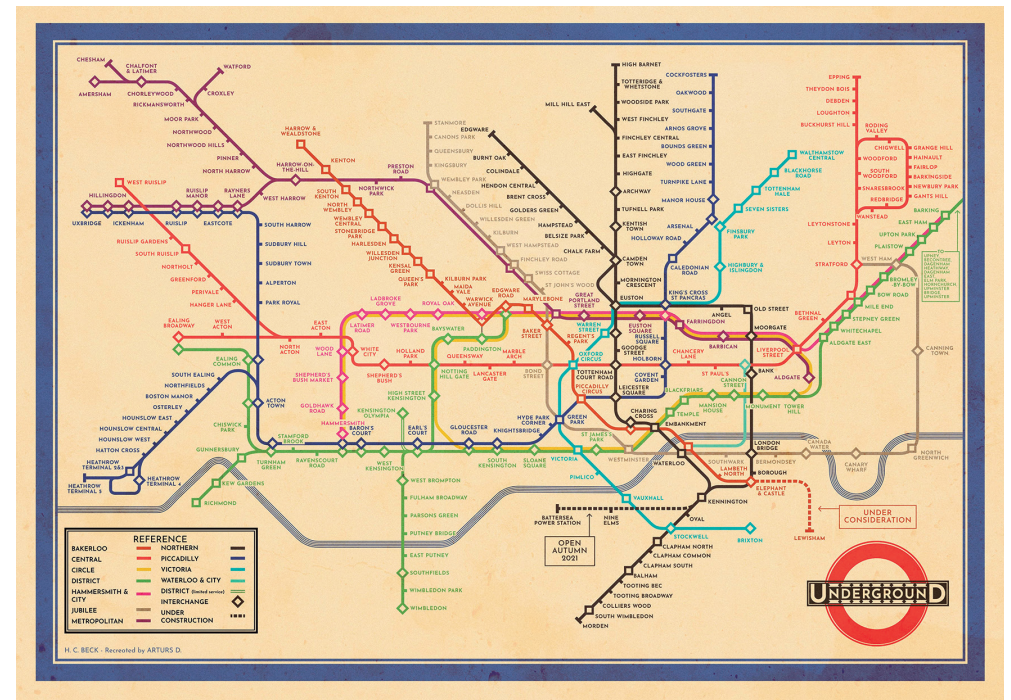 CHESHAM
CHALFONT
& LATIMER
WATFORD
AMERSHAM
CHORLEYWOOD
CROXLEY
RICKMANSWORTH
MOOR PARK
NORTHWOOD
NORTHWOOD HILLS
PINNER
NORTH HARROW
HARROW &
WEALDSTONE
HARROW-ON-
THE-HILL
KENTON
PRESTON
ROAD
NORTHWICK
PARK
WEST HARROW
WEST RUISLIP
HILLINGDON
RUISLIP
MANOR
RAYNERS
LANE
UXBRIDGE
ICKENHAM
RUISLIP
EASTCOTE
SOUTH HARROW
SUDBURY HILL
SUDBURY TOWN
ALPERTON
PARK ROYAL
RUISLIP GARDENS
SOUTH RUISLIP
NORTHOLT
GREENFORD
PERIVALE
HANGER LANE
SOUTH
KENTON
NORTH
WEMBLEY
WEMBLEY
CENTRAL
STONEBRIDGE
PARK
HARLESDEN
WILLESDEN
JUNCTION
KENSAL
GREEN
QUEEN'S
PARK
KILBURN PARK
MAIDA
VALE
WARWICK
AVENUE
EDGWARE
ROAD
MARYLEBONE
STANMORE
CANONS PARK
QUEENSBURY
KINGSBURY
WEMBLEY PARK
NEASDEN
DOLLIS HILL
WILLESDEN GREEN
KILBURN
WEST HAMPSTEAD
FINCHLEY ROAD
SWISS COTTAGE
ST JOHN'S WOOD
EDGWARE
BURNT OAK
COLINDALE
HENDON CENTRAL
BRENT CROSS
GOLDERS GREEN
HAMPSTEAD
BELSIZE PARK
CHALK FARM
MILL HILL EAST
HIGH BARNET
TOTTERIDGE &
WHETSTONE
WOODSIDE PARK
WEST FINCHLEY
FINCHLEY CENTRAL
EAST FINCHLEY
HIGHGATE
ARCHWAY
TUFNELL PARK
KENTISH
TOWN
CAMDEN
TOWN
MORNINGTON
CRESCENT
EUSTON
COCKFOSTERS
OAKWOOD
SOUTHGATE
ARNOS GROVE
BOUNDS GREEN
WOOD GREEN
TURNPIKE LANE
MANOR HOUSE
ARSENAL
HOLLOWAY ROAD
CALEDONIAN
ROAD
KING'S CROSS
ST PANCRAS
WALTHAMSTOW
CENTRAL
BLACKHORSE
ROAD
TOTTENHAM
HALE
SEVEN SISTERS
FINSBURY
PARK
HIGHBURY &
ISLINGDON
EPPING
THEYDON BOIS
DEBDEN
LOUGHTON
BUCKHURST HILL
RODING
VALLEY
CHIGWELL
GRANGE HILL
HAINAULT
FAIRLOP
BARKINGSIDE
NEWBURY PARK
GANTS HILL
WOODFORD
SOUTH
WOODFORD
SNARESBROOK
REDBRIDGE
WANSTEAD
LEYTONSTONE
LEYTON
STRATFORD
BARKING
EAST HAM
UPTON PARK
PLAISTOW
WEST HAM
BROMLEY
-BY-BOW
BOW ROAD
MILE END
STEPNEY GREEN
WHITECHAPEL
ALDGATE EAST
BETHNAL
GREEN
TO
UPNEY
BECONTREE
DAGENHAM
HEATHWAY
DAGENHAM
EAST
ELM PARK
HORNCHURCH
UPMINSTER
BRIDGE
UPMINSTER
EALING
BROADWAY
WEST
ACTON
NORTH
ACTON
EAST
ACTON
LADBROKE
GROVE
LATIMER
ROAD
WESTBOURNE
PARK
ROYAL OAK
WOOD
LANE
WHITE
CITY
HOLLAND
PARK
SHEPHERD'S
BUSH
SHEPHERD'S
BUSH MARKET
GOLDHAWK
ROAD
HAMMERSMITH
BAYSWATER
PADDINGTON
NOTTING
HILL GATE
QUEENSWAY
LANCASTER
GATE
MARBLE
ARCH
BOND
STREET
BAKER
STREET
GREAT
PORTLAND
STREET
WARREN
STREET
REGENT'S
PARK
OXFORD
CIRCUS
EUSTON
SQUARE
RUSSELL
SQUARE
GOODGE
STREET
HOLBORN
TOTTENHAM
COURT ROAD
COVENT
GARDEN
LEICESTER
SQUARE
PICCADILLY
CIRCUS
CHARING
CROSS
ANGEL
OLD STREET
FARRINGDON
MOORGATE
BARBICAN
LIVERPOOL
STREET
CHANCERY
LANE
ST PAUL'S
BANK
CANNON
STREET
ALDGATE
BLACKFRIARS
TEMPLE
MANSION
HOUSE
MONUMENT
TOWER
HILL
EMBANKMENT
HIGH STREET
KENSINGTON
KENSINGTON
OLYMPIA
EALING
COMMON
SOUTH EALING
NORTHFIELDS
BOSTON MANOR
OSTERLEY
HOUNSLOW EAST
HOUNSLOW CENTRAL
HOUNSLOW WEST
HATTON CROSS
HEATHROW
TERMINAL 2&3
HEATHROW
TERMINAL 5
HEATHROW
TERMINAL 4
ACTON
TOWN
CHISWICK
PARK
GUNNERSBURY
KEW GARDENS
RICHMOND
TURNHAM
GREEN
STAMFORD
BROOK
RAVENSCOURT
ROAD
BARON'S
COURT
WEST
KENSINGTON
EARL'S
COURT
GLOUCESTER
ROAD
SOUTH
KENSINGTON
SLOANE
SQUARE
KNIGHTSBRIDGE
HYDE PARK
CORNER
GREEN
PARK
VICTORIA
ST JAMES'S
PARK
WESTMINSTER
WATERLOO
LAMBETH
NORTH
SOUTHWARK
BERMONDSEY
LONDON
BRIDGE
BOROUGH
ELEPHANT
& CASTLE
CANADA
WATER
CANARY
WHARF
NORTH
GREENWICH
CANNING
TOWN
PIMLICO
VAUXHALL
STOCKWELL
BRIXTON
KENNINGTON
OVAL
NINE
ELMS
BATTERSEA
POWER STATION
OPEN
AUTUMN
2021
UNDER
CONSIDERATION
LEWISHAM
WEST BROMPTON
FULHAM BROADWAY
PARSONS GREEN
PUTNEY BRIDGE
EAST PUTNEY
SOUTHFIELDS
WIMBLEDON PARK
WIMBLEDON
CLAPHAM NORTH
CLAPHAM COMMON
CLAPHAM SOUTH
BALHAM
TOOTING BEC
TOOTING BROADWAY
COLLIERS WOOD
SOUTH WIMBLEDON
MORDEN
REFERENCE
BAKERLOO
NORTHERN
CENTRAL
PICCADILLY
CIRCLE
VICTORIA
DISTRICT
WATERLOO & CITY
HAMMERSMITH &
CITY
DISTRICT (limited service)
INTERCHANGE
JUBILEE
UNDER
CONSTRUCTION
METROPOLITAN
UNDERGROUND
H. C. BECK - Recreated by ARTURS D.